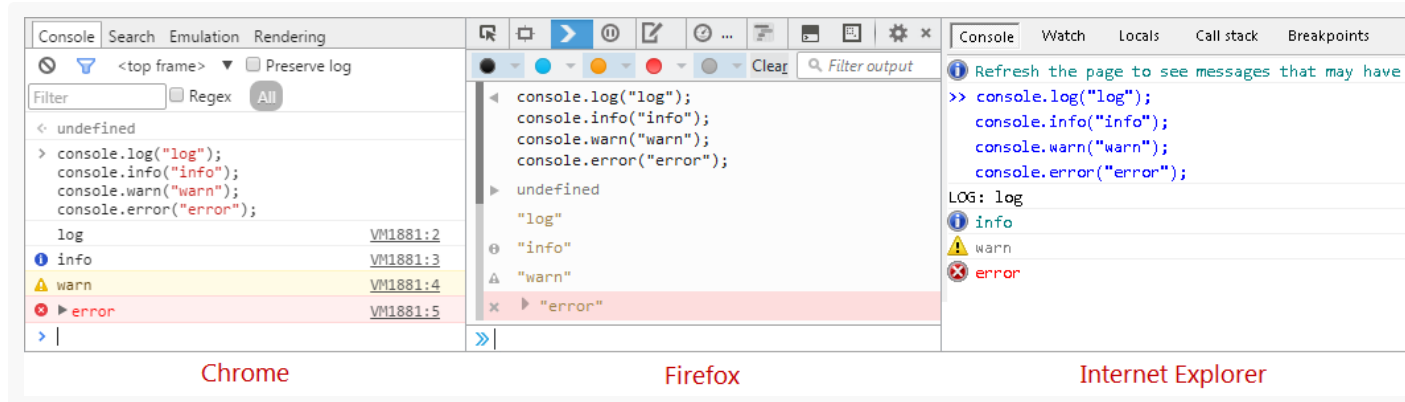 Console Search Emulation Rendering
<top frame> ▼ Preserve log
Filter Regex All
undefined
> console.log("log");
console.info("info");
console.warn("warn");
console.error("error");
log VM1881:2
info VM1881:3
warn VM1881:4
error VM1881:5
>
Chrome
...
Clear Filter output
console.log("log");
console.info("info");
console.warn("warn");
console.error("error");
undefined
"log"
"info"
"warn"
"error"
Firefox
Console Watch Locals Call stack Breakpoints
Refresh the page to see messages that may have
>> console.log("log");
console.info("info");
console.warn("warn");
console.error("error");
LOG: log
info
warn
error
Internet Explorer